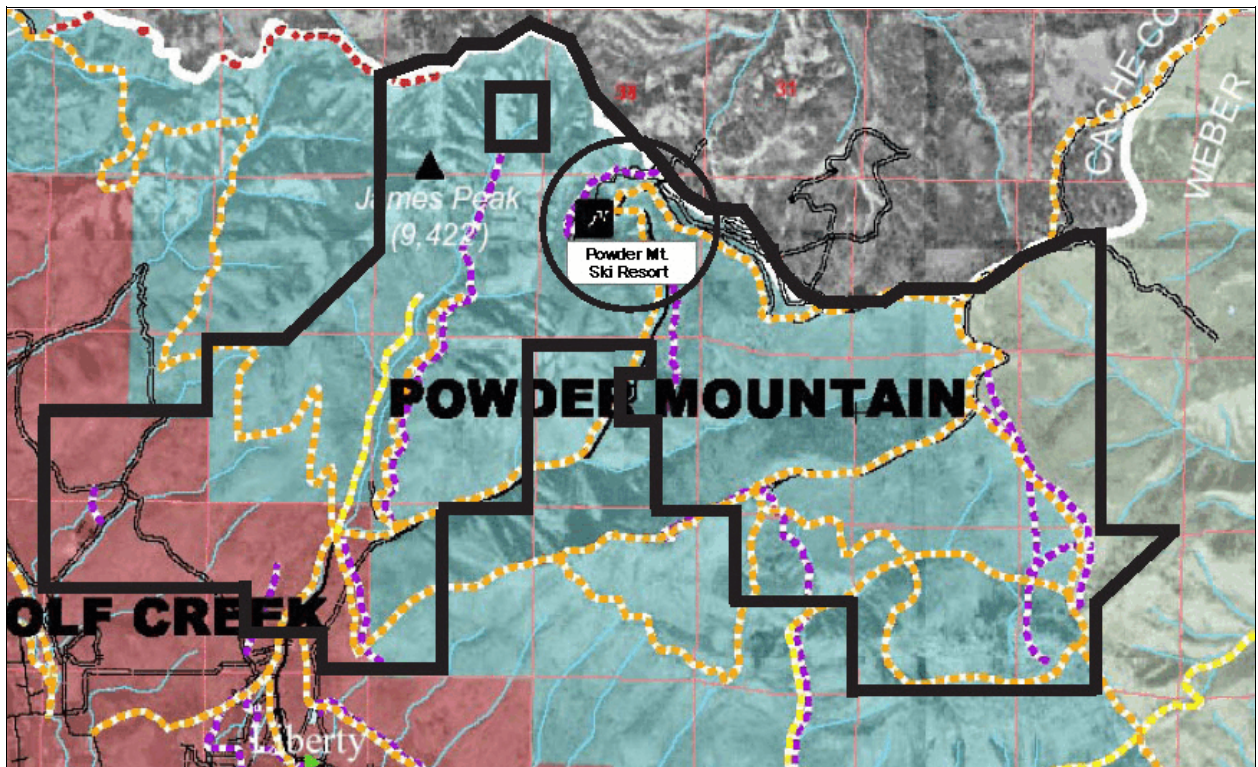 36
31
CACHE CO
WEBER
James Peak
(9,422')
Powder Mt.
Ski Resort
POWDER MOUNTAIN
OLF CREEK
Liberty